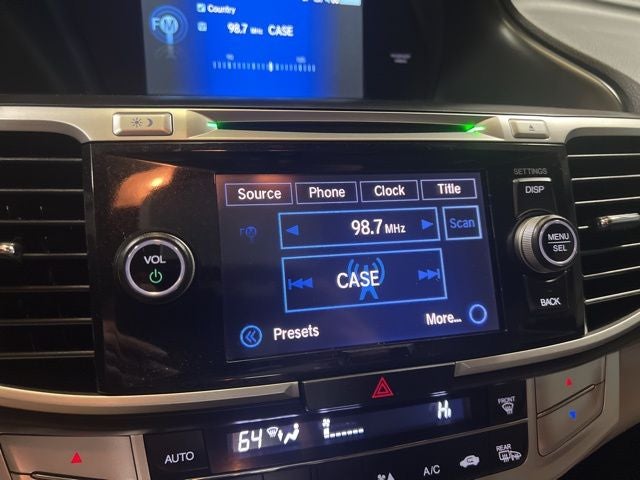 FM
Country
98.7 MHz CASE
SETTINGS
Source Phone Clock Title
DISP
98.7 MHz
Scan
VOL
MENU
SEL
CASE
BACK
Presets
More...
64
Hi
FRONT
AUTO
A/C
REAR